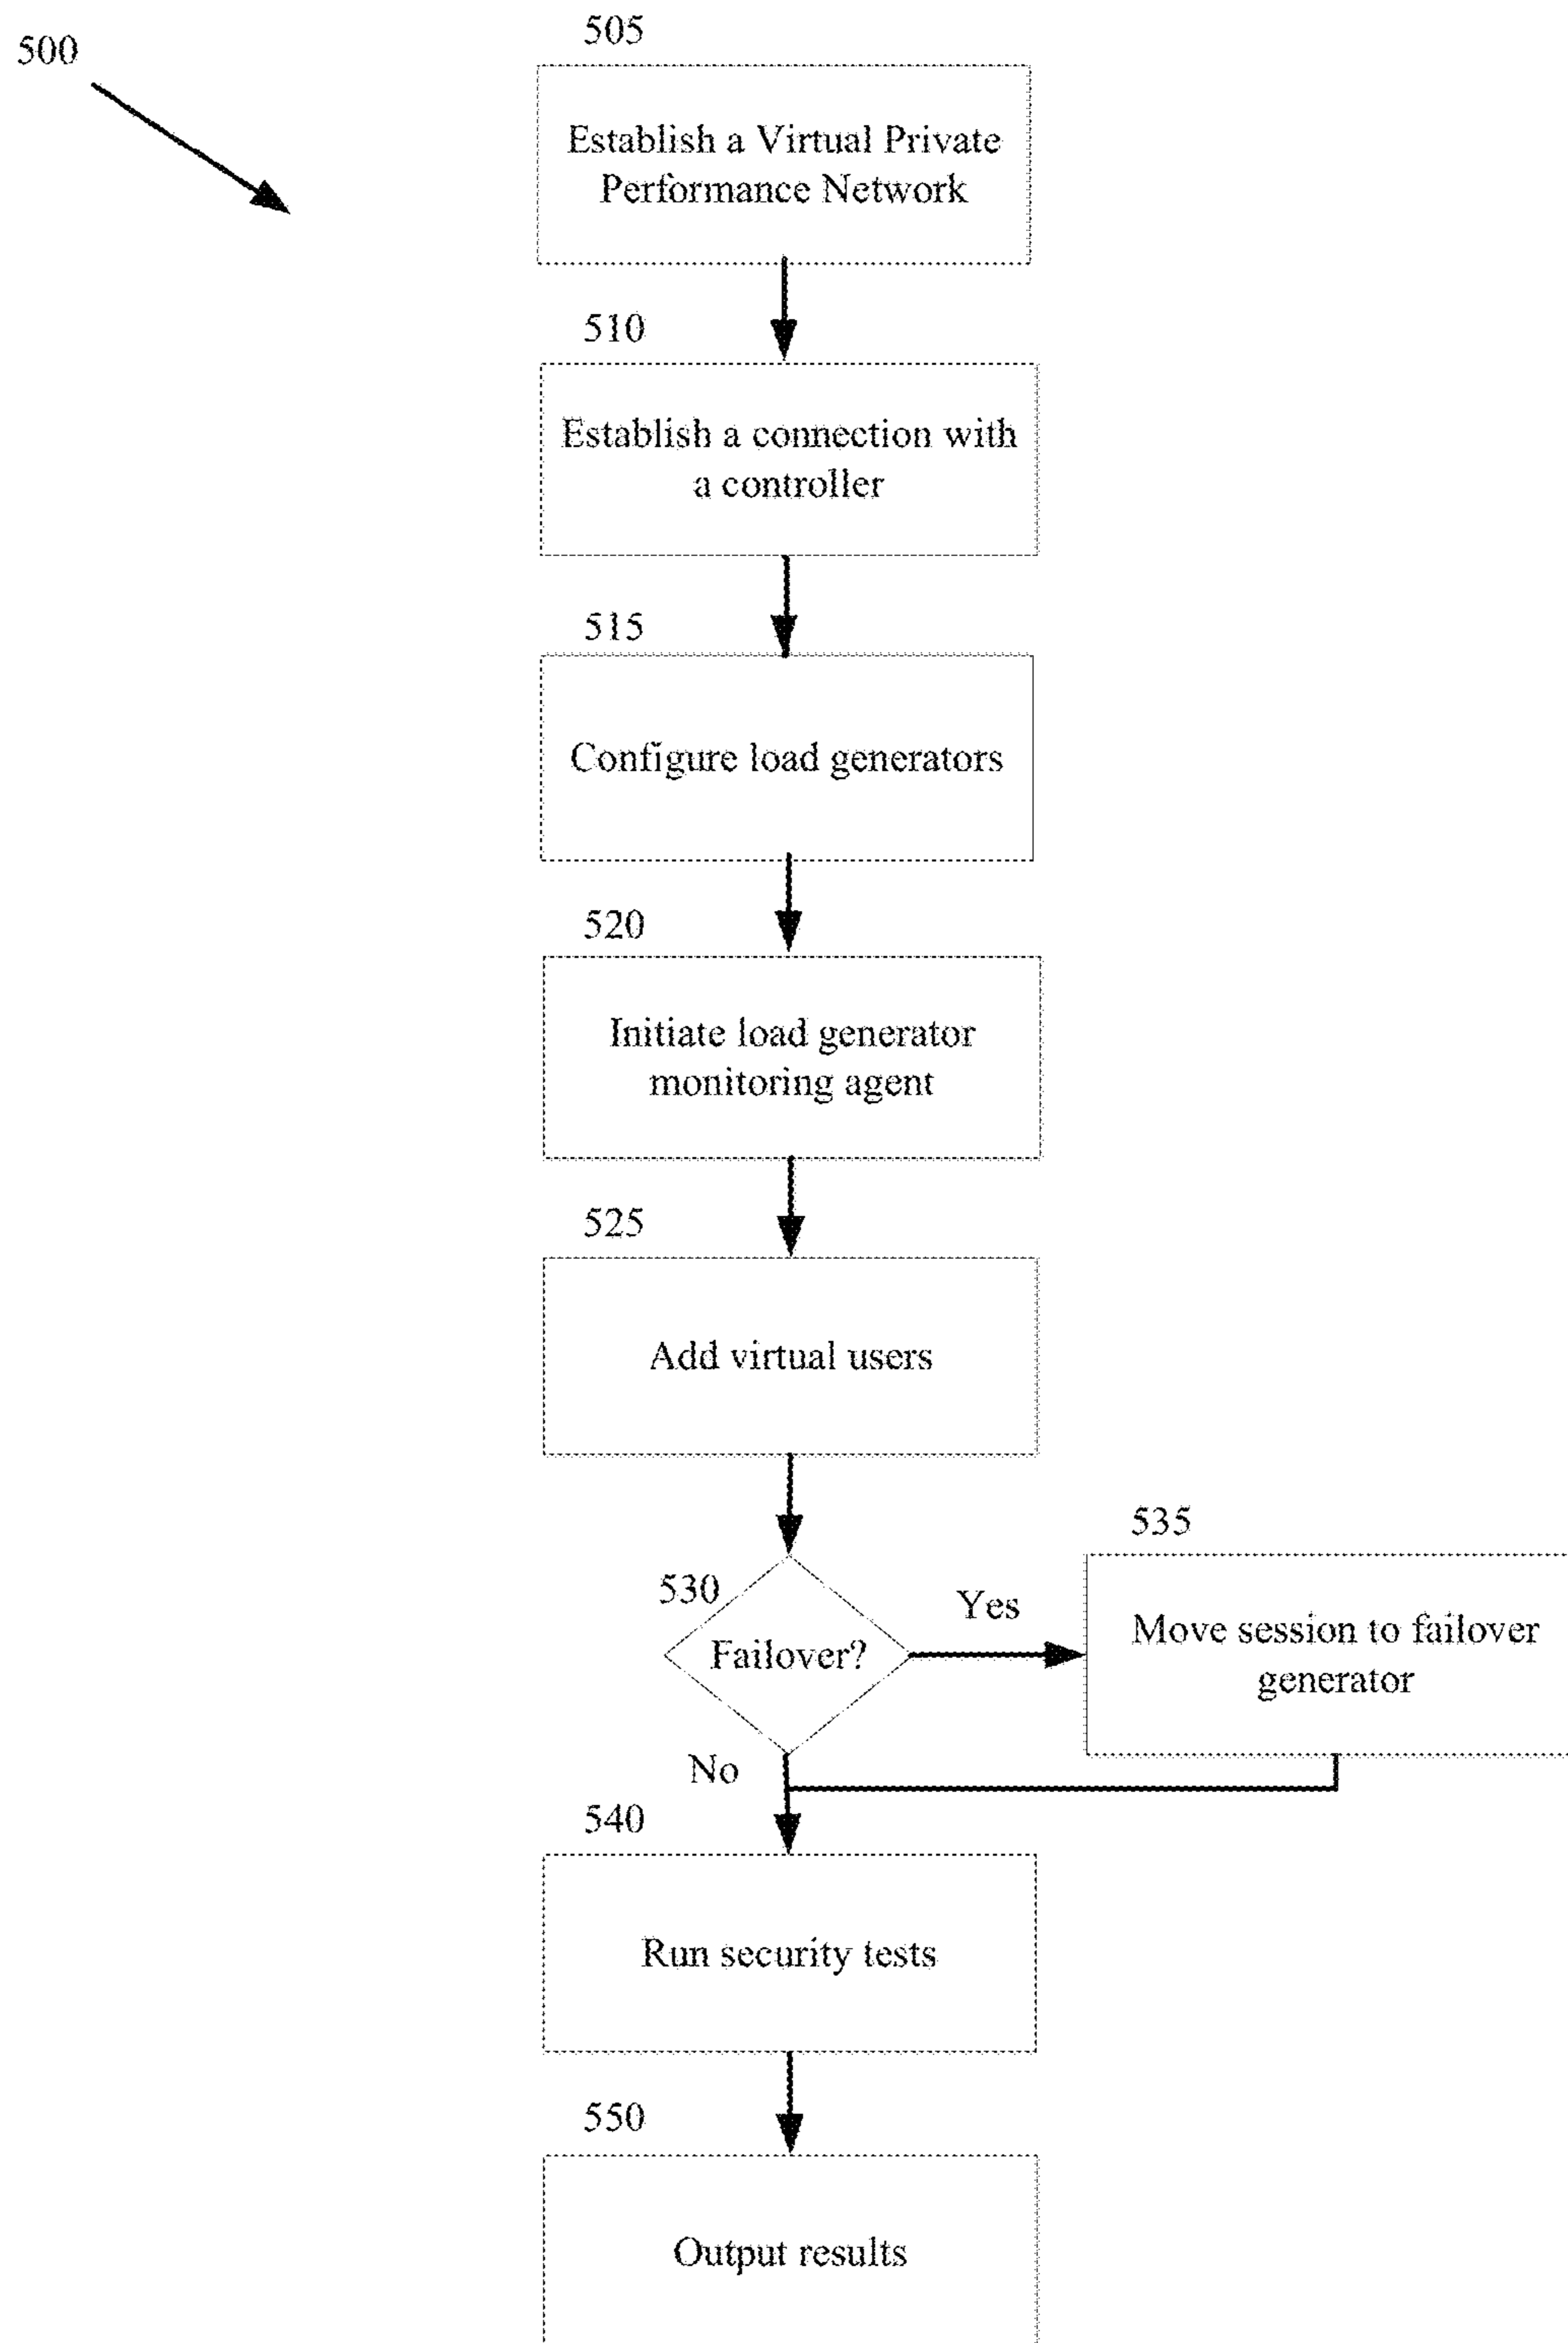 500
505
Establish a Virtual Private
Performance Network
510
Establish a connection with
a controller
515
Configure load generators
520
Initiate load generator
monitoring agent
525
Add virtual users
530
Failover?
Yes
535
Move session to failover
generator
No
540
Run security tests
550
Output results